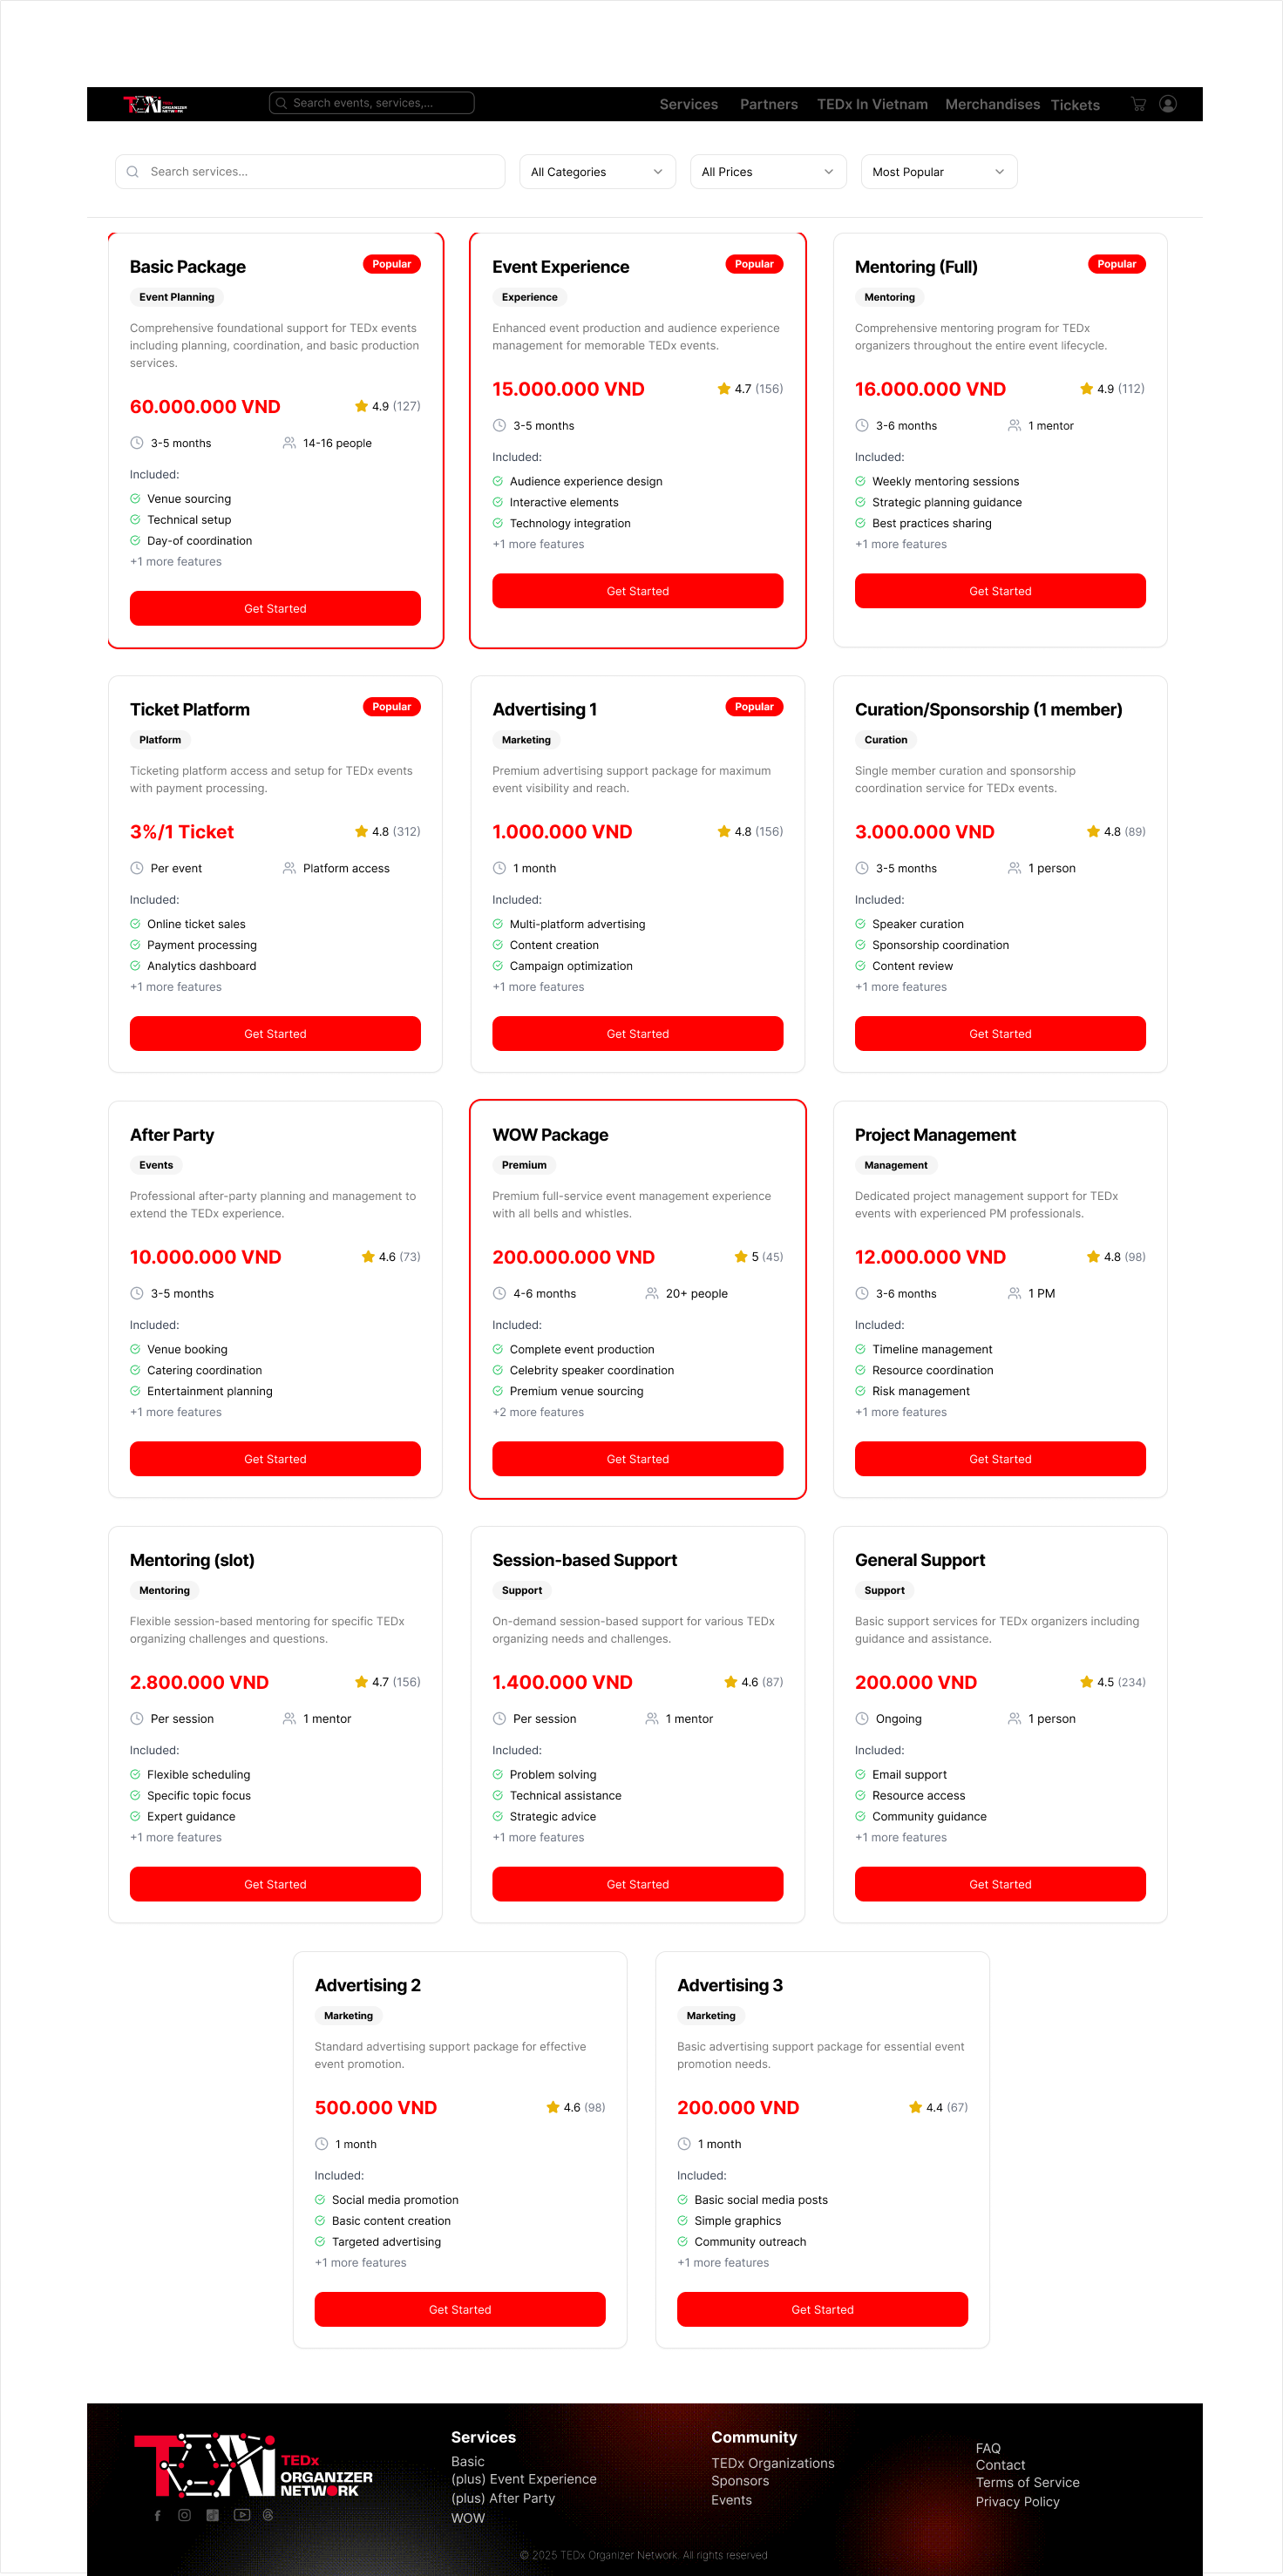 TEDx
ORGANIZER
NETWORK
Search events, services,...
Services
Partners
TEDx In Vietnam
Merchandises
Tickets
Search services...
All Categories
All Prices
Most Popular
Basic Package
Popular
Event Planning
Comprehensive foundational support for TEDx events
including planning, coordination, and basic production
services.
60.000.000 VND
4.9 (127)
3-5 months
14-16 people
Included:
Venue sourcing
Technical setup
Day-of coordination
+1 more features
Get Started
Event Experience
Popular
Experience
Enhanced event production and audience experience
management for memorable TEDx events.
15.000.000 VND
4.7 (156)
3-5 months
Included:
Audience experience design
Interactive elements
Technology integration
+1 more features
Get Started
Mentoring (Full)
Popular
Mentoring
Comprehensive mentoring program for TEDx
organizers throughout the entire event lifecycle.
16.000.000 VND
4.9 (112)
3-6 months
1 mentor
Included:
Weekly mentoring sessions
Strategic planning guidance
Best practices sharing
+1 more features
Get Started
Ticket Platform
Popular
Platform
Ticketing platform access and setup for TEDx events
with payment processing.
3%/1 Ticket
4.8 (312)
Per event
Platform access
Included:
Online ticket sales
Payment processing
Analytics dashboard
+1 more features
Get Started
Advertising 1
Popular
Marketing
Premium advertising support package for maximum
event visibility and reach.
1.000.000 VND
4.8 (156)
1 month
Included:
Multi-platform advertising
Content creation
Campaign optimization
+1 more features
Get Started
Curation/Sponsorship (1 member)
Curation
Single member curation and sponsorship
coordination service for TEDx events.
3.000.000 VND
4.8 (89)
3-5 months
1 person
Included:
Speaker curation
Sponsorship coordination
Content review
+1 more features
Get Started
After Party
Events
Professional after-party planning and management to
extend the TEDx experience.
10.000.000 VND
4.6 (73)
3-5 months
Included:
Venue booking
Catering coordination
Entertainment planning
+1 more features
Get Started
WOW Package
Premium
Premium full-service event management experience
with all bells and whistles.
200.000.000 VND
5 (45)
4-6 months
20+ people
Included:
Complete event production
Celebrity speaker coordination
Premium venue sourcing
+2 more features
Get Started
Project Management
Management
Dedicated project management support for TEDx
events with experienced PM professionals.
12.000.000 VND
4.8 (98)
3-6 months
1 PM
Included:
Timeline management
Resource coordination
Risk management
+1 more features
Get Started
Mentoring (slot)
Mentoring
Flexible session-based mentoring for specific TEDx
organizing challenges and questions.
2.800.000 VND
4.7 (156)
Per session
1 mentor
Included:
Flexible scheduling
Specific topic focus
Expert guidance
+1 more features
Get Started
Session-based Support
Support
On-demand session-based support for various TEDx
organizing needs and challenges.
1.400.000 VND
4.6 (87)
Per session
1 mentor
Included:
Problem solving
Technical assistance
Strategic advice
+1 more features
Get Started
General Support
Support
Basic support services for TEDx organizers including
guidance and assistance.
200.000 VND
4.5 (234)
Ongoing
1 person
Included:
Email support
Resource access
Community guidance
+1 more features
Get Started
Advertising 2
Marketing
Standard advertising support package for effective
event promotion.
500.000 VND
4.6 (98)
1 month
Included:
Social media promotion
Basic content creation
Targeted advertising
+1 more features
Get Started
Advertising 3
Marketing
Basic advertising support package for essential event
promotion needs.
200.000 VND
4.4 (67)
1 month
Included:
Basic social media posts
Simple graphics
Community outreach
+1 more features
Get Started
TON
TEDx
ORGANIZER
NETWORK
Services
Basic
(plus) Event Experience
(plus) After Party
WOW
Community
TEDx Organizations
Sponsors
Events
FAQ
Contact
Terms of Service
Privacy Policy
© 2025 TEDx Organizer Network. All rights reserved